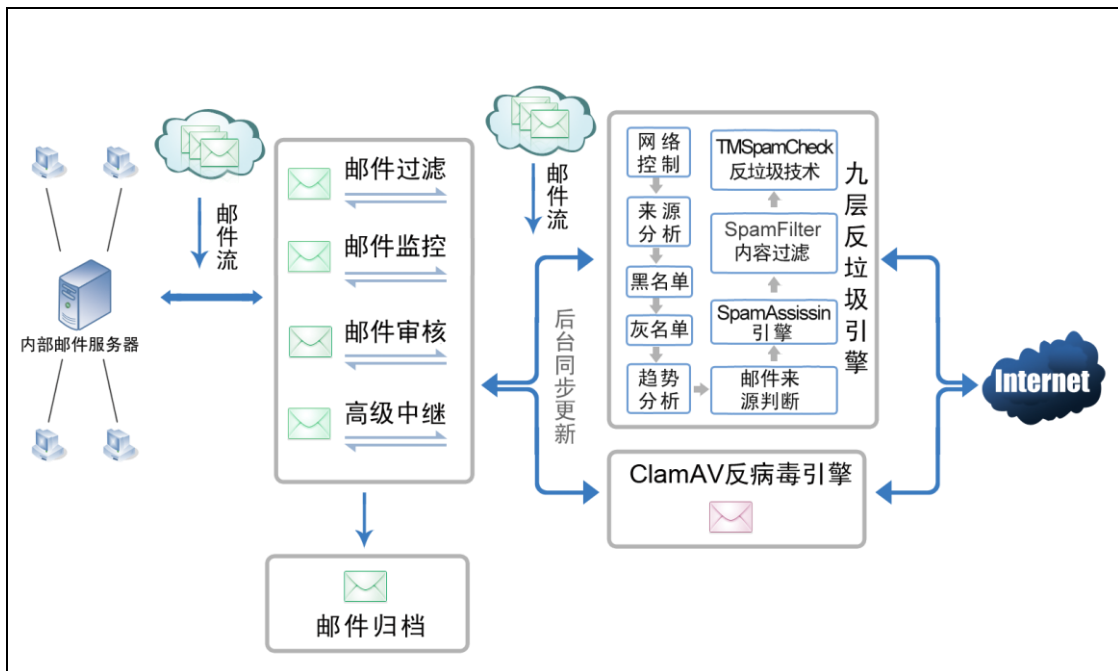 内部邮件服务器
邮件流
邮件过滤
邮件监控
邮件审核
高级中继
邮件归档
邮件流
后台同步更新
网络
控制
来源
分析
黑名单
灰名单
趋势
分析
邮件来
源判断
SpamAssissin
引擎
SpamFilter
内容过滤
TMSpamCheck
反垃圾技术
九层反垃圾引擎
ClamAV反病毒引擎
Internet